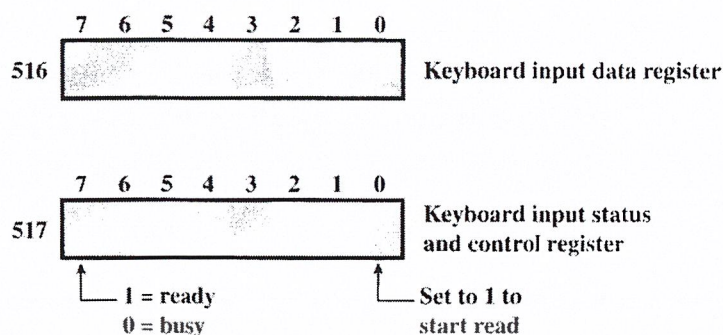 7 6 5 4 3 2 1 0
516 Keyboard input data register
7 6 5 4 3 2 1 0
517 Keyboard input status
and control register
1 = ready
0 = busy
Set to 1 to
start read